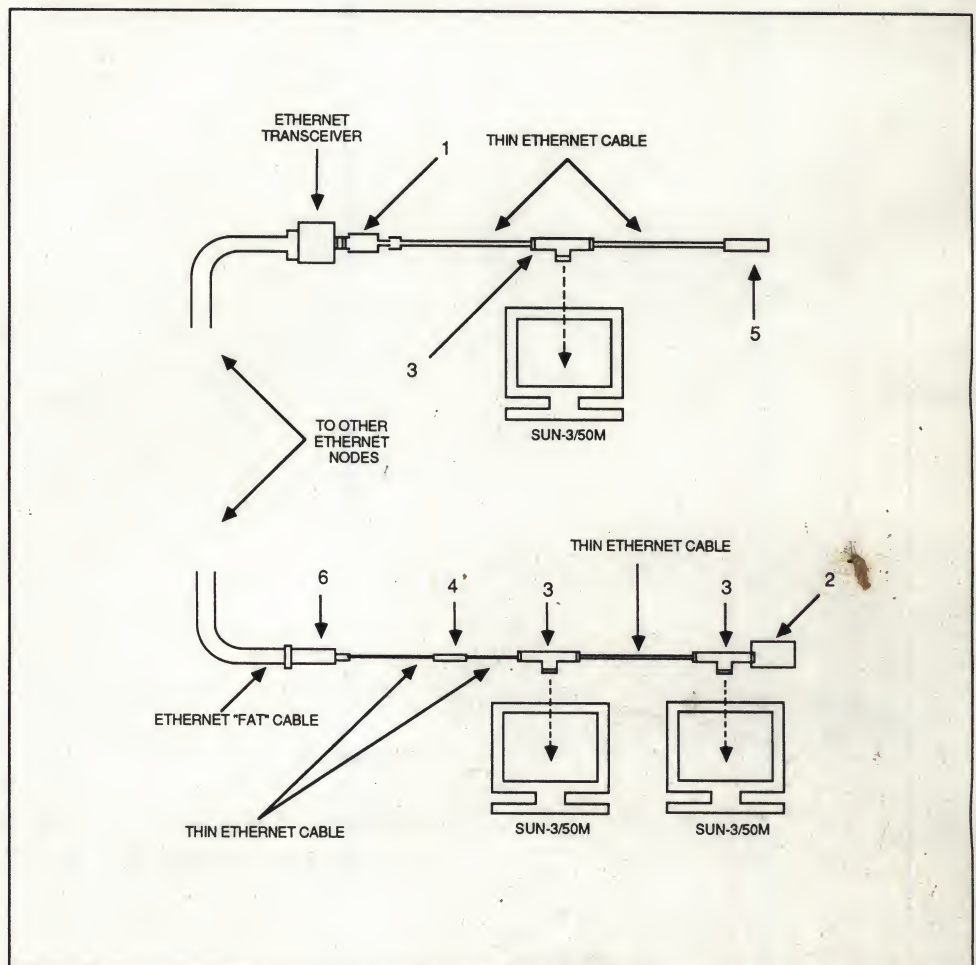 ETHERNET
TRANSCEIVER
1
THIN ETHERNET CABLE
3
5
SUN-3/50M
TO OTHER
ETHERNET
NODES
THIN ETHERNET CABLE
6
4
3
3
2
ETHERNET "FAT" CABLE
THIN ETHERNET CABLE
SUN-3/50M
SUN-3/50M